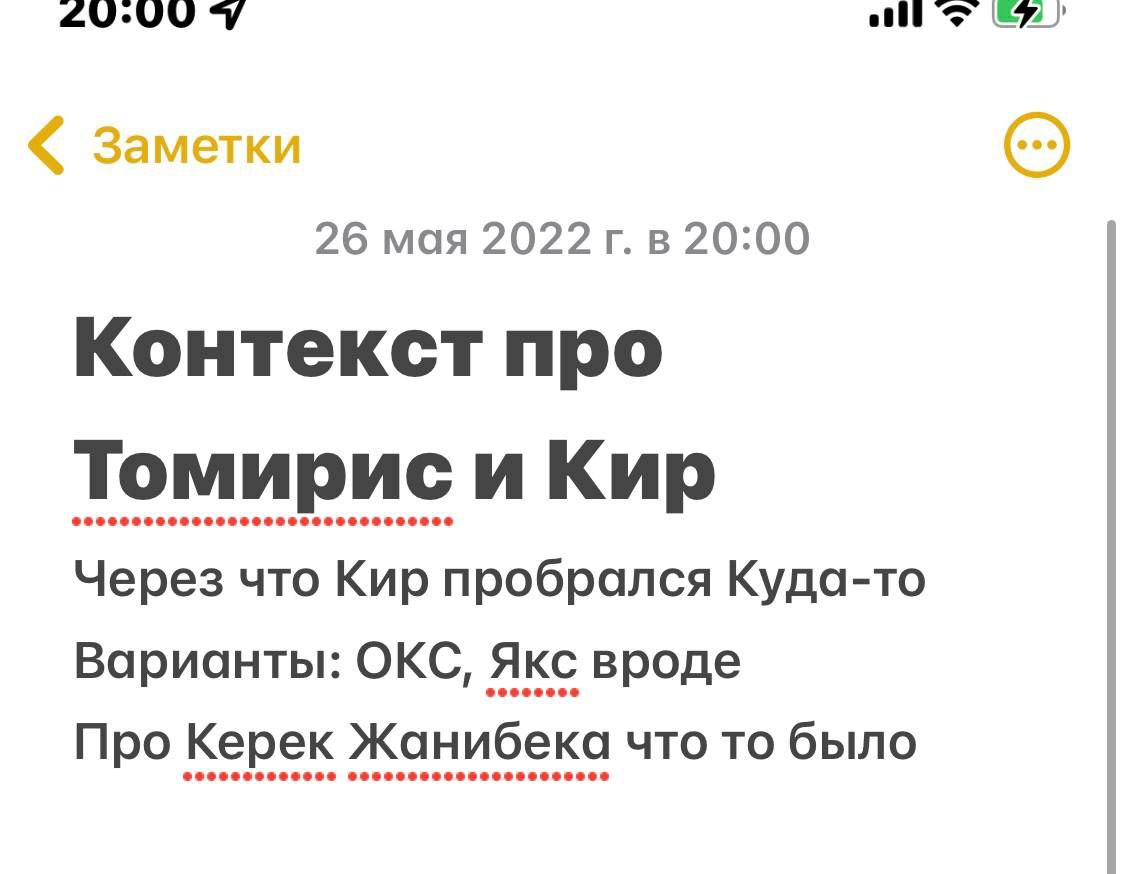 20:00
Заметки
26 мая 2022 г. в 20:00
Контекст про
Томирис и Кир
Через что Кир пробрался Куда-то
Варианты: ОКС, Якс вроде
Про Керек Жанибека что то было